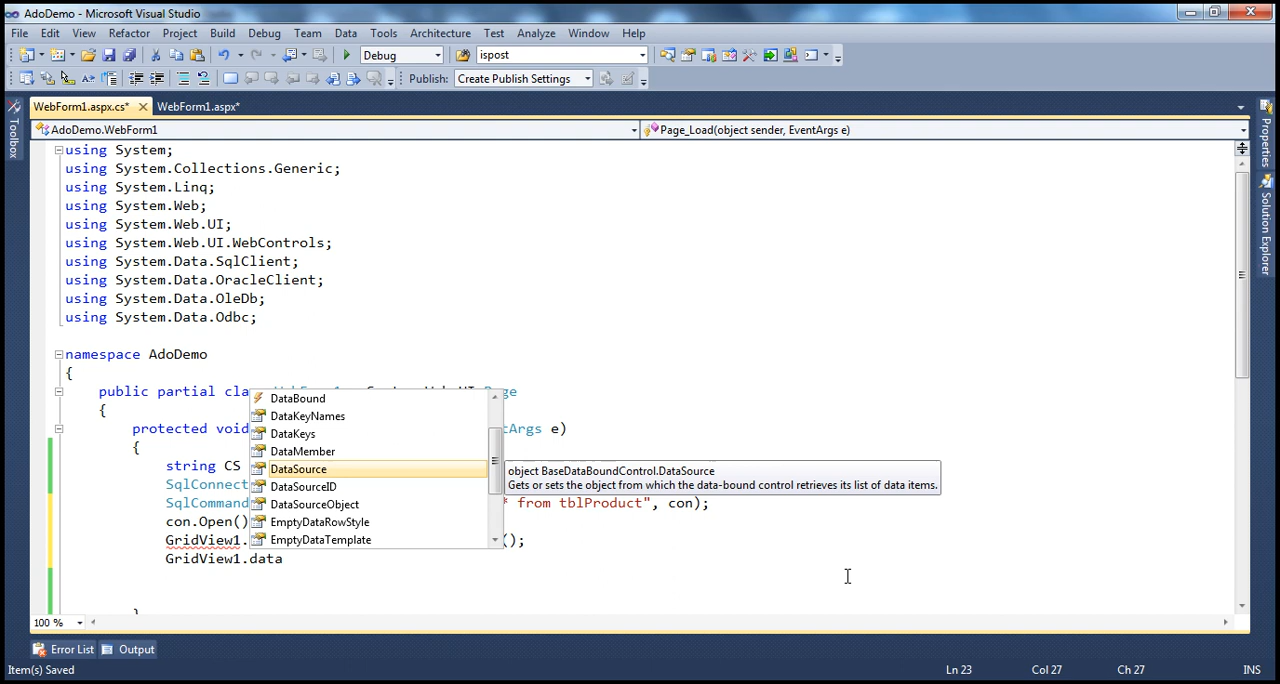 AdoDemo - Microsoft Visual Studio
File Edit View Refactor Project Build Debug Team Data Tools Architecture Test Analyze Window Help
Debug ispost
Publish: Create Publish Settings
WebForm1.aspx.cs* WebForm1.aspx*
AdoDemo.WebForm1 Page_Load(object sender, EventArgs e)
Toolbox
Properties
Solution Explorer
using System;
using System.Collections.Generic;
using System.Linq;
using System.Web;
using System.Web.UI;
using System.Web.UI.WebControls;
using System.Data.SqlClient;
using System.Data.OracleClient;
using System.Data.OleDb;
using System.Data.Odbc;
namespace AdoDemo
{
public partial cla Page
{
protected void tArgs e)
{
string CS
SqlConnect
SqlCommand * from tblProduct", con);
con.Open()
GridView1. ();
GridView1.data
}
DataBound
DataKeyNames
DataKeys
DataMember
DataSource
DataSourceID
DataSourceObject
EmptyDataRowStyle
EmptyDataTemplate
object BaseDataBoundControl.DataSource
Gets or sets the object from which the data-bound control retrieves its list of data items.
100 %
Error List Output
Item(s) Saved Ln 23 Col 27 Ch 27 INS